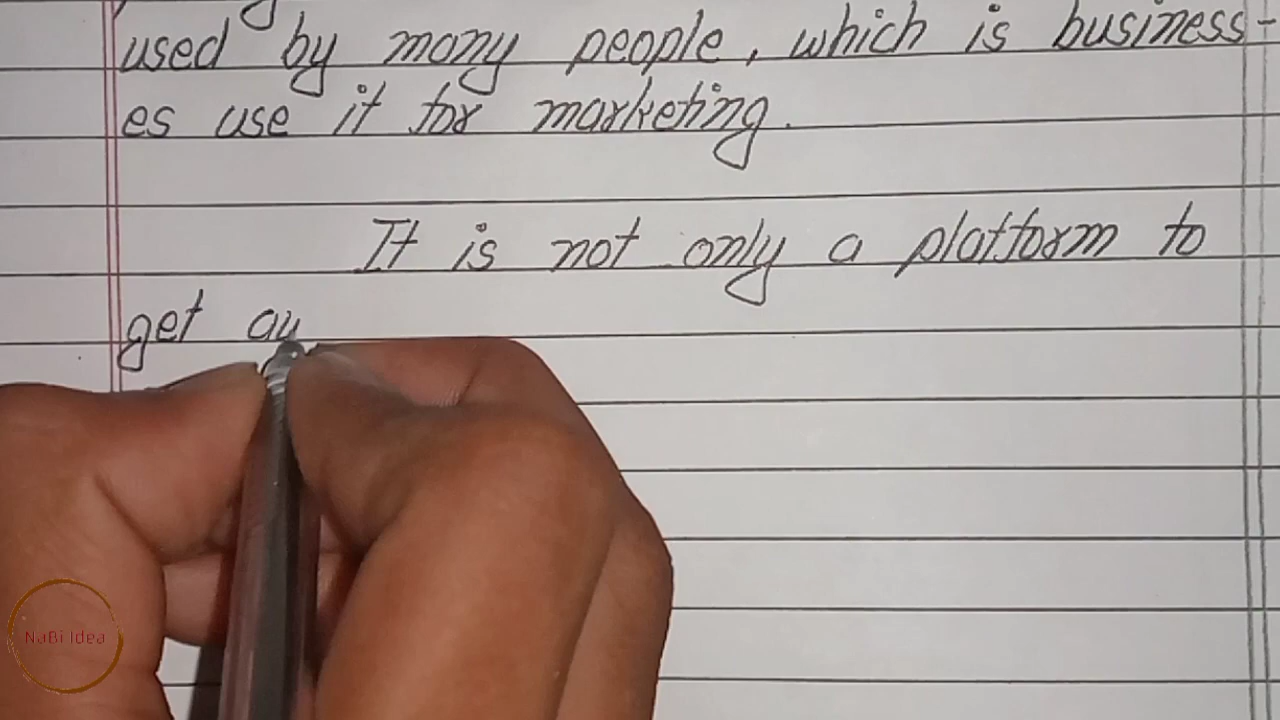 used by many people, which is business-
es use it for marketing.
It is not only a platform to
get au
NaBi Idea